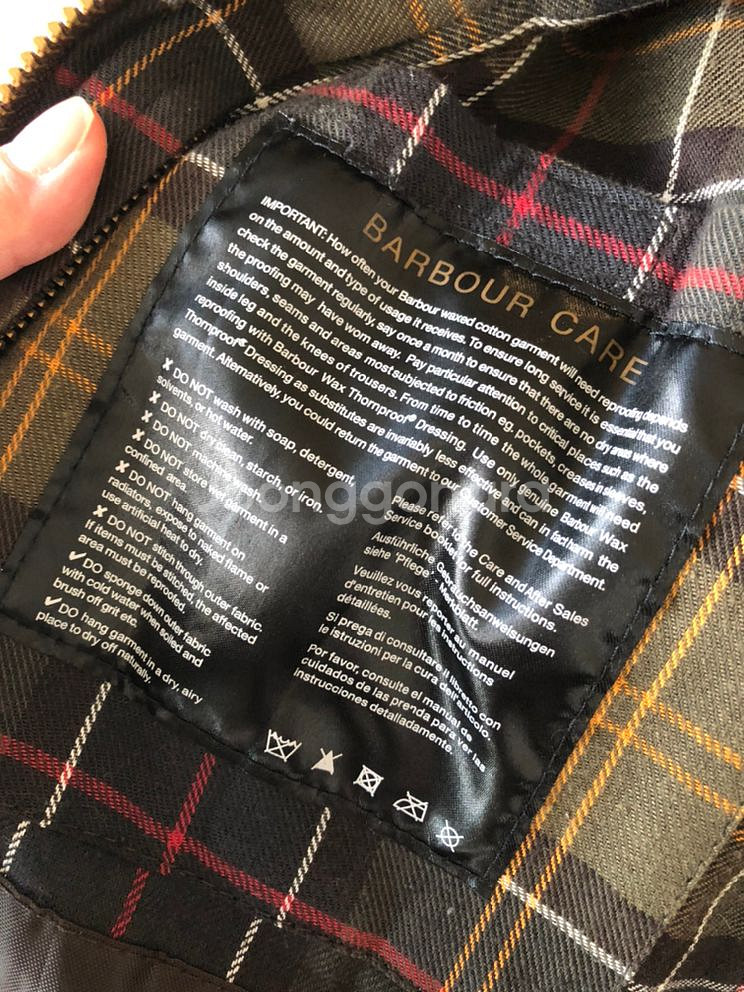 BARBOUR CARE
IMPORTANT: How often your Barbour waxed cotton garment will need reproofing depends
on the amount and type of usage it receives. To ensure long service it is essential that you
check the garment regularly, say once a month to ensure that there are no dry areas where
the proofing may have worn away. Pay particular attention to critical places such as the
shoulders, seams and areas most subjected to friction eg. pockets, creases in sleeves,
inside leg and the knees of trousers. From time to time the whole garment will need
reproofing with Barbour Wax Thornproof® Dressing. Use only genuine Barbour Wax
Thornproof® Dressing as substitutes are invariably less effective and can in fact harm the
garment. Alternatively, you could return the garment to our Customer Service Department.
✘ DO NOT wash with soap, detergent,
solvents, or hot water.
✘ DO NOT dry clean, starch, or iron.
✘ DO NOT machine wash.
✘ DO NOT store wet garment in a
confined area.
✘ DO NOT hang garment on
radiators, expose to naked flame or
use artificial heat to dry.
✘ DO NOT stitch through outer fabric.
If items must be stitched, the affected
area must be reproofed.
✔ DO sponge down outer fabric
with cold water when soiled and
brush off grit etc.
✔ DO hang garment in a dry, airy
place to dry off naturally.
Please refer to the Care and After Sales
Service booklet for full instructions.
Ausführliche Gebrauchsanweisungen
siehe 'Pflege' Handbuch.
Veuillez vous reporter au manuel
d'entretien pour les instructions
détaillées.
Si prega di consultare il libretto con
le istruzioni per la cura dell'articolo.
Por favor, consulte el manual de
cuidados de las prenda para ver las
instrucciones detalladamente.